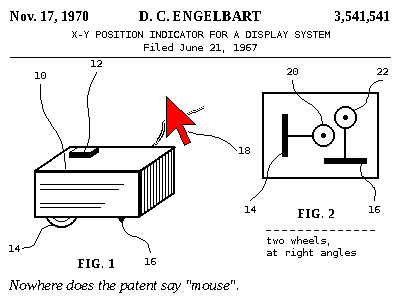 Nov. 17, 1970 D. C. ENGELBART 3,541,541
X-Y POSITION INDICATOR FOR A DISPLAY SYSTEM
Filed June 21, 1967
12
10
20
22
18
14
16
14
16
FIG. 2
FIG. 1
two wheels,
at right angles
Nowhere does the patent say "mouse".